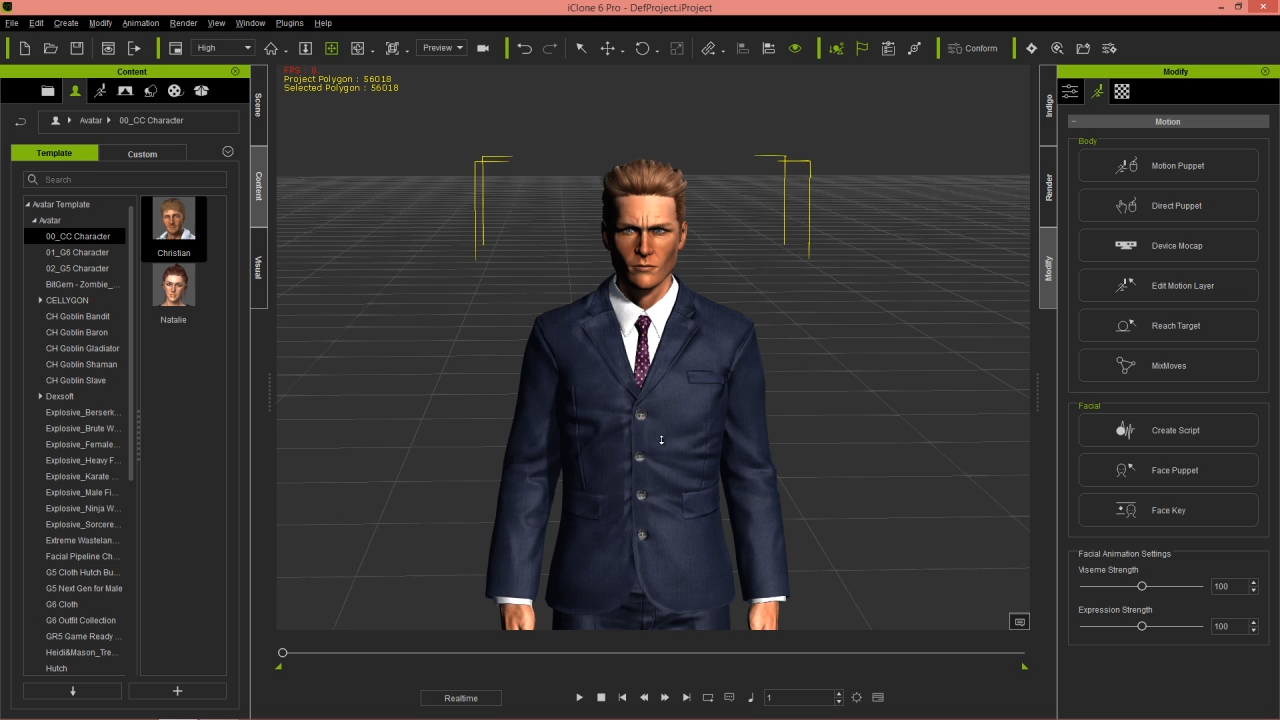 iClone 6 Pro - DefProject.iProject
File Edit Create Modify Animation Render View Window Plugins Help
High
Preview
Conform
Content
Avatar 00_CC Character
Template Custom
Search
Avatar Template
Avatar
00_CC Character
01_G6 Character
02_G5 Character
BitGem - Zombie_...
CELLYGON
CH Goblin Bandit
CH Goblin Baron
CH Goblin Gladiator
CH Goblin Shaman
CH Goblin Slave
Dexsoft
Explosive_Berserk...
Explosive_Brute W...
Explosive_Female...
Explosive_Heavy F...
Explosive_Karate ...
Explosive_Male Fi...
Explosive_Ninja W...
Explosive_Sorcere...
Extreme Wastelan...
Facial Pipeline Ch...
G5 Cloth Hutch Bu...
G5 Next Gen for Male
G6 Cloth
G6 Outfit Collection
GR5 Game Ready ...
Heidi&Mason_Tre...
Hutch
Christian
Natalie
Scene
Content
Visual
FPS : 0
Project Polygon : 56018
Selected Polygon : 56018
Realtime
1
Indigo
Render
Modify
Modify
Motion
Body
Motion Puppet
Direct Puppet
Device Mocap
Edit Motion Layer
Reach Target
MixMoves
Facial
Create Script
Face Puppet
Face Key
Facial Animation Settings
Viseme Strength
100
Expression Strength
100